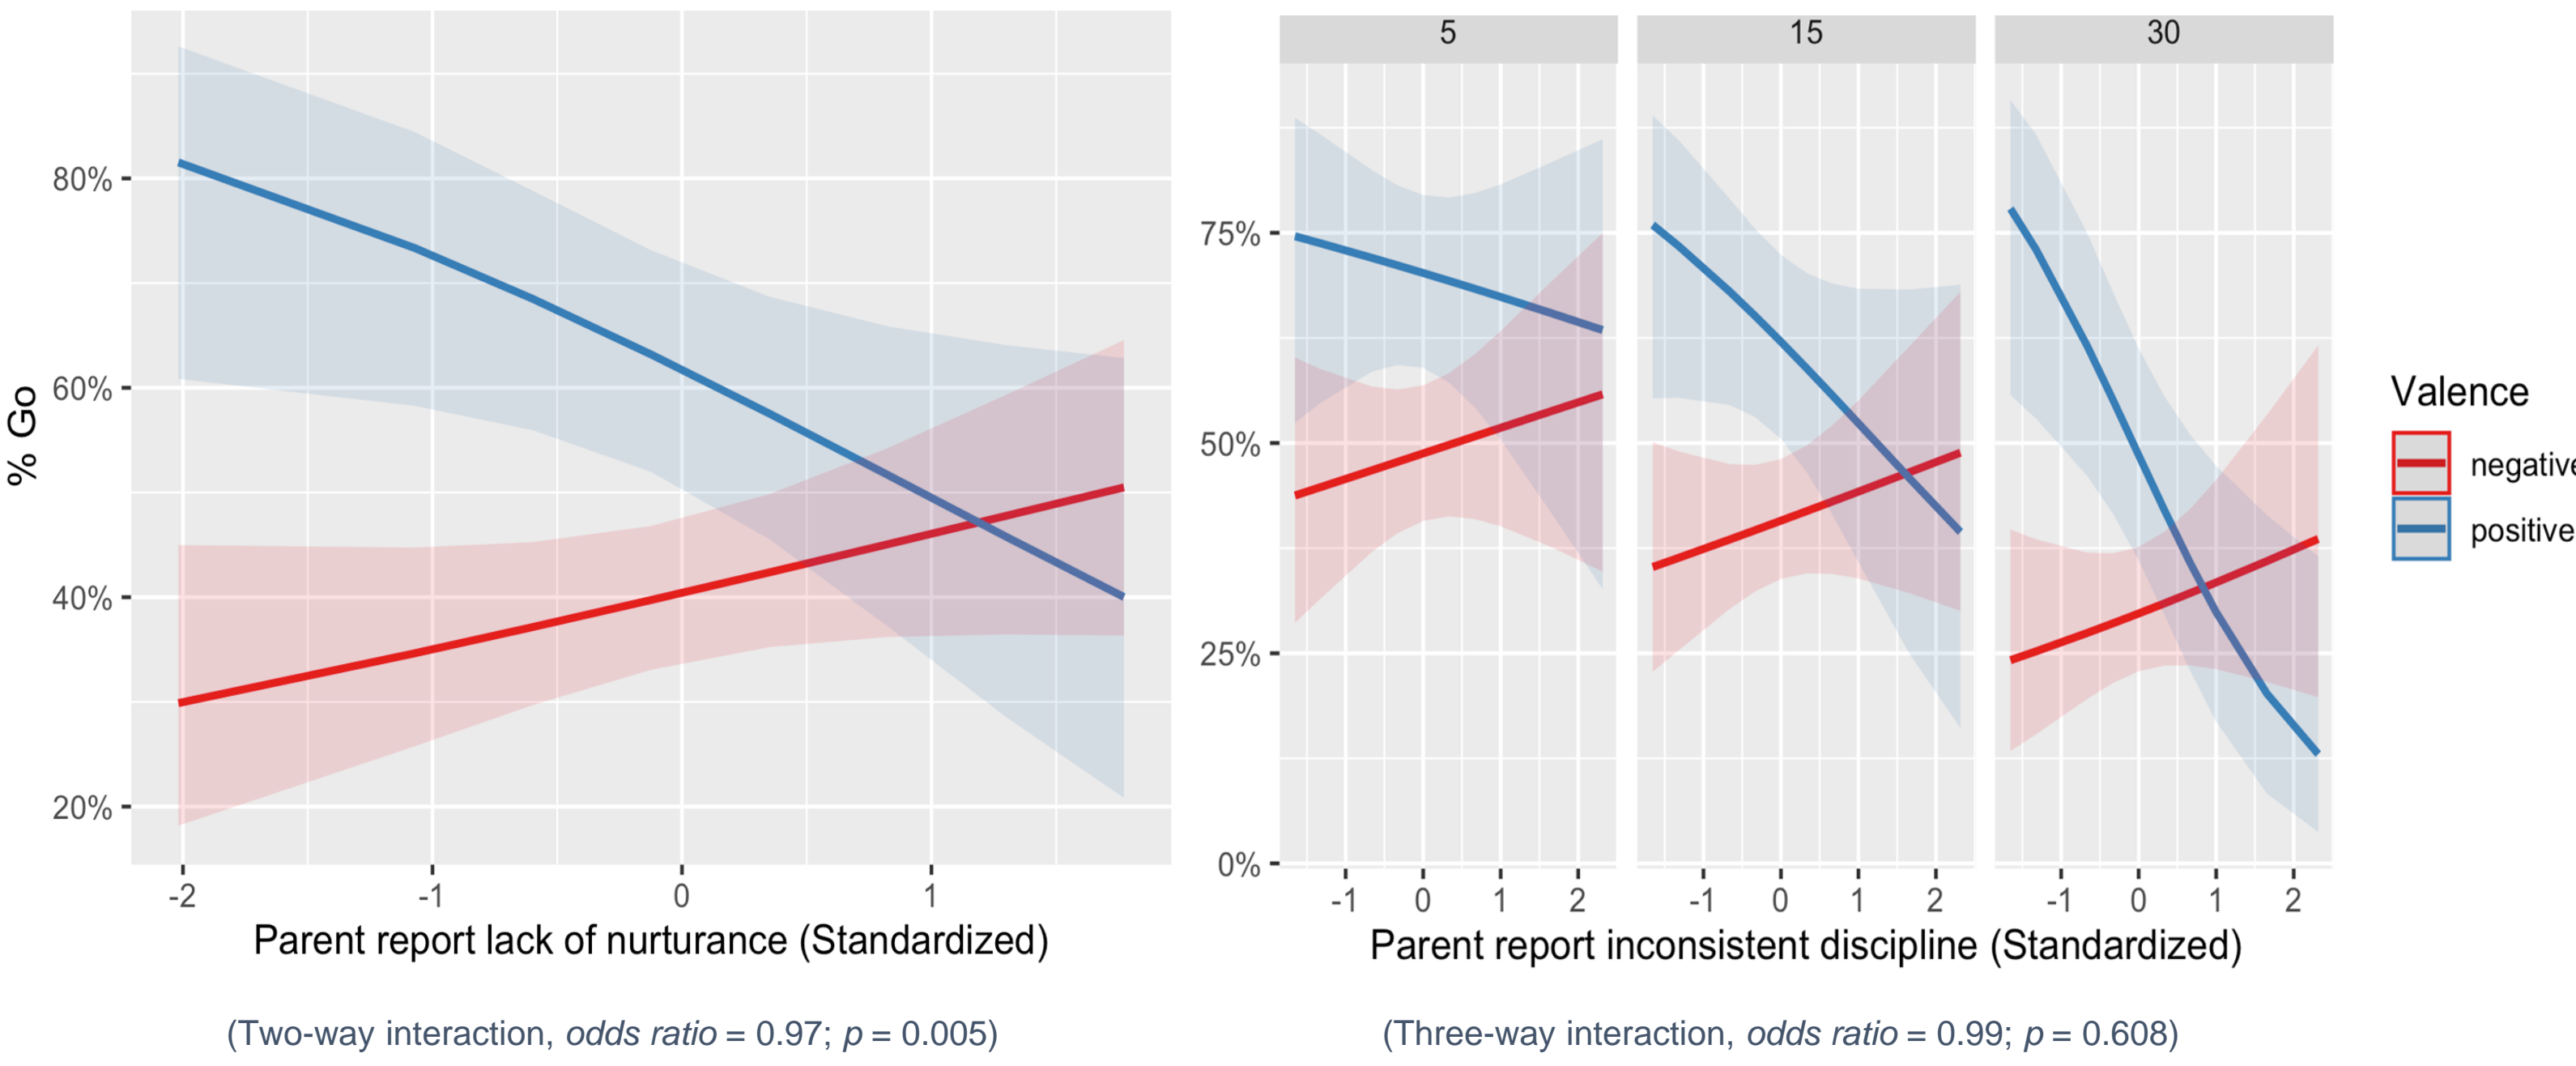 % Go
80%
60%
40%
20%
-2 -1 0 1
Parent report lack of nurturance (Standardized)
(Two-way interaction, odds ratio = 0.97; p = 0.005)
5 15 30
75%
50%
25%
0%
-1 0 1 2 -1 0 1 2 -1 0 1 2
Parent report inconsistent discipline (Standardized)
(Three-way interaction, odds ratio = 0.99; p = 0.608)
Valence
negative
positive